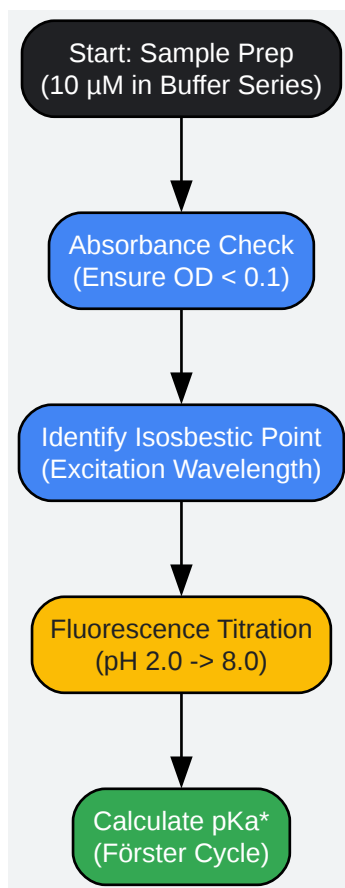 Start: Sample Prep
(10 µM in Buffer Series)
Absorbance Check
(Ensure OD < 0.1)
Identify Isosbestic Point
(Excitation Wavelength)
Fluorescence Titration
(pH 2.0 -> 8.0)
Calculate pKa*
(Förster Cycle)